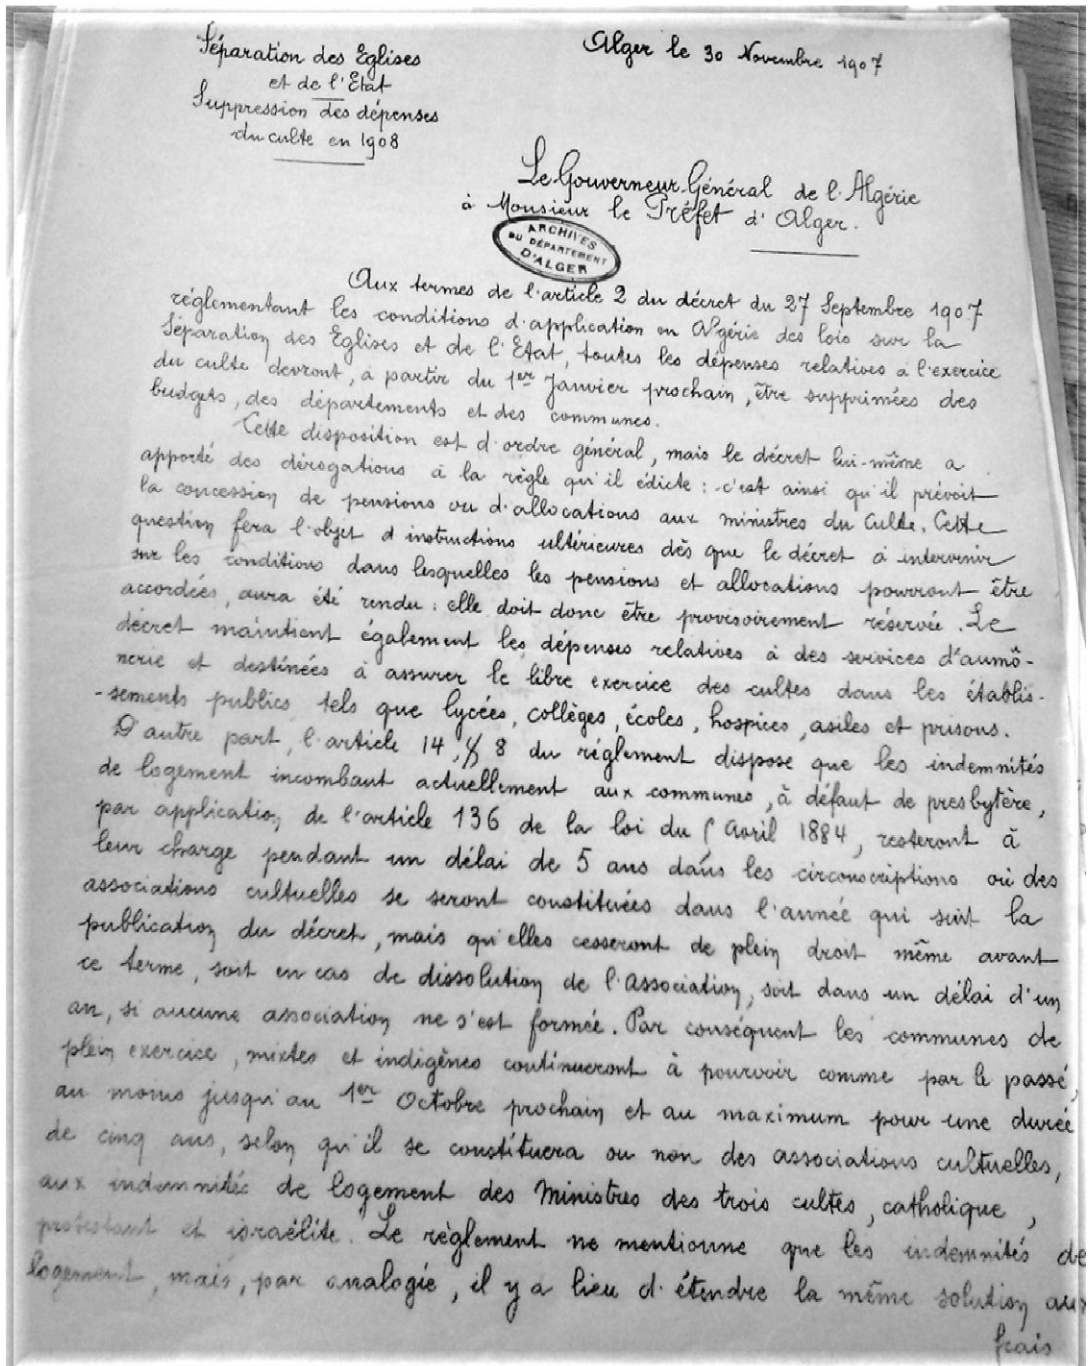 Séparation des Eglises
et de l'Etat
Suppression des dépenses
du culte en 1908
Alger le 30 Novembre 1907
Le Gouverneur Général de l'Algérie
à Monsieur le Préfet d'Alger.
ARCHIVES
DU DÉPARTEMENT
D'ALGER
Aux termes de l'article 2 du décret du 27 Septembre 1907
réglementant les conditions d'application en Algérie des lois sur la
Séparation des Eglises et de l'Etat, toutes les dépenses relatives à l'exercice
du culte devront, à partir du 1er Janvier prochain, être supprimées des
budgets, des départements et des communes.
Cette disposition est d'ordre général, mais le décret lui-même a
apporté des dérogations à la règle qu'il édicte : c'est ainsi qu'il prévoit
la concession de pensions ou d'allocations aux ministres du Culte. Cette
question fera l'objet d'instructions ultérieures dès que le décret à intervenir
sur les conditions dans lesquelles les pensions et allocations pourront être
accordées, aura été rendu : elle doit donc être provisoirement réservée. Le
décret maintient également les dépenses relatives à des services d'aumô-
nerie et destinées à assurer le libre exercice des cultes dans les établis-
-sements publics tels que lycées, collèges, écoles, hospices, asiles et prisons.
D'autre part, l'article 14, § 8 du réglement dispose que les indemnités
de logement incombant actuellement aux communes, à défaut de presbytère,
par application de l'article 136 de la loi du 5 Avril 1884, resteront à
leur charge pendant un délai de 5 ans dans les circonscriptions où des
associations cultuelles se seront constituées dans l'année qui suit la
publication du décret, mais qu'elles cesseront de plein droit même avant
ce terme, soit en cas de dissolution de l'Association, soit dans un délai d'un
an, si aucune association ne s'est formée. Par conséquent les communes de
plein exercice, mixtes et indigènes continueront à pourvoir comme par le passé,
au moins jusqu'au 1er Octobre prochain et au maximum pour une durée
de cinq ans, selon qu'il se constituera ou non des associations cultuelles,
aux indemnités de logement des Ministres des trois cultes, catholique,
protestant et israélite. Le règlement ne mentionne que les indemnités de
logement, mais, par analogie, il y a lieu d'étendre la même solution aux
frais